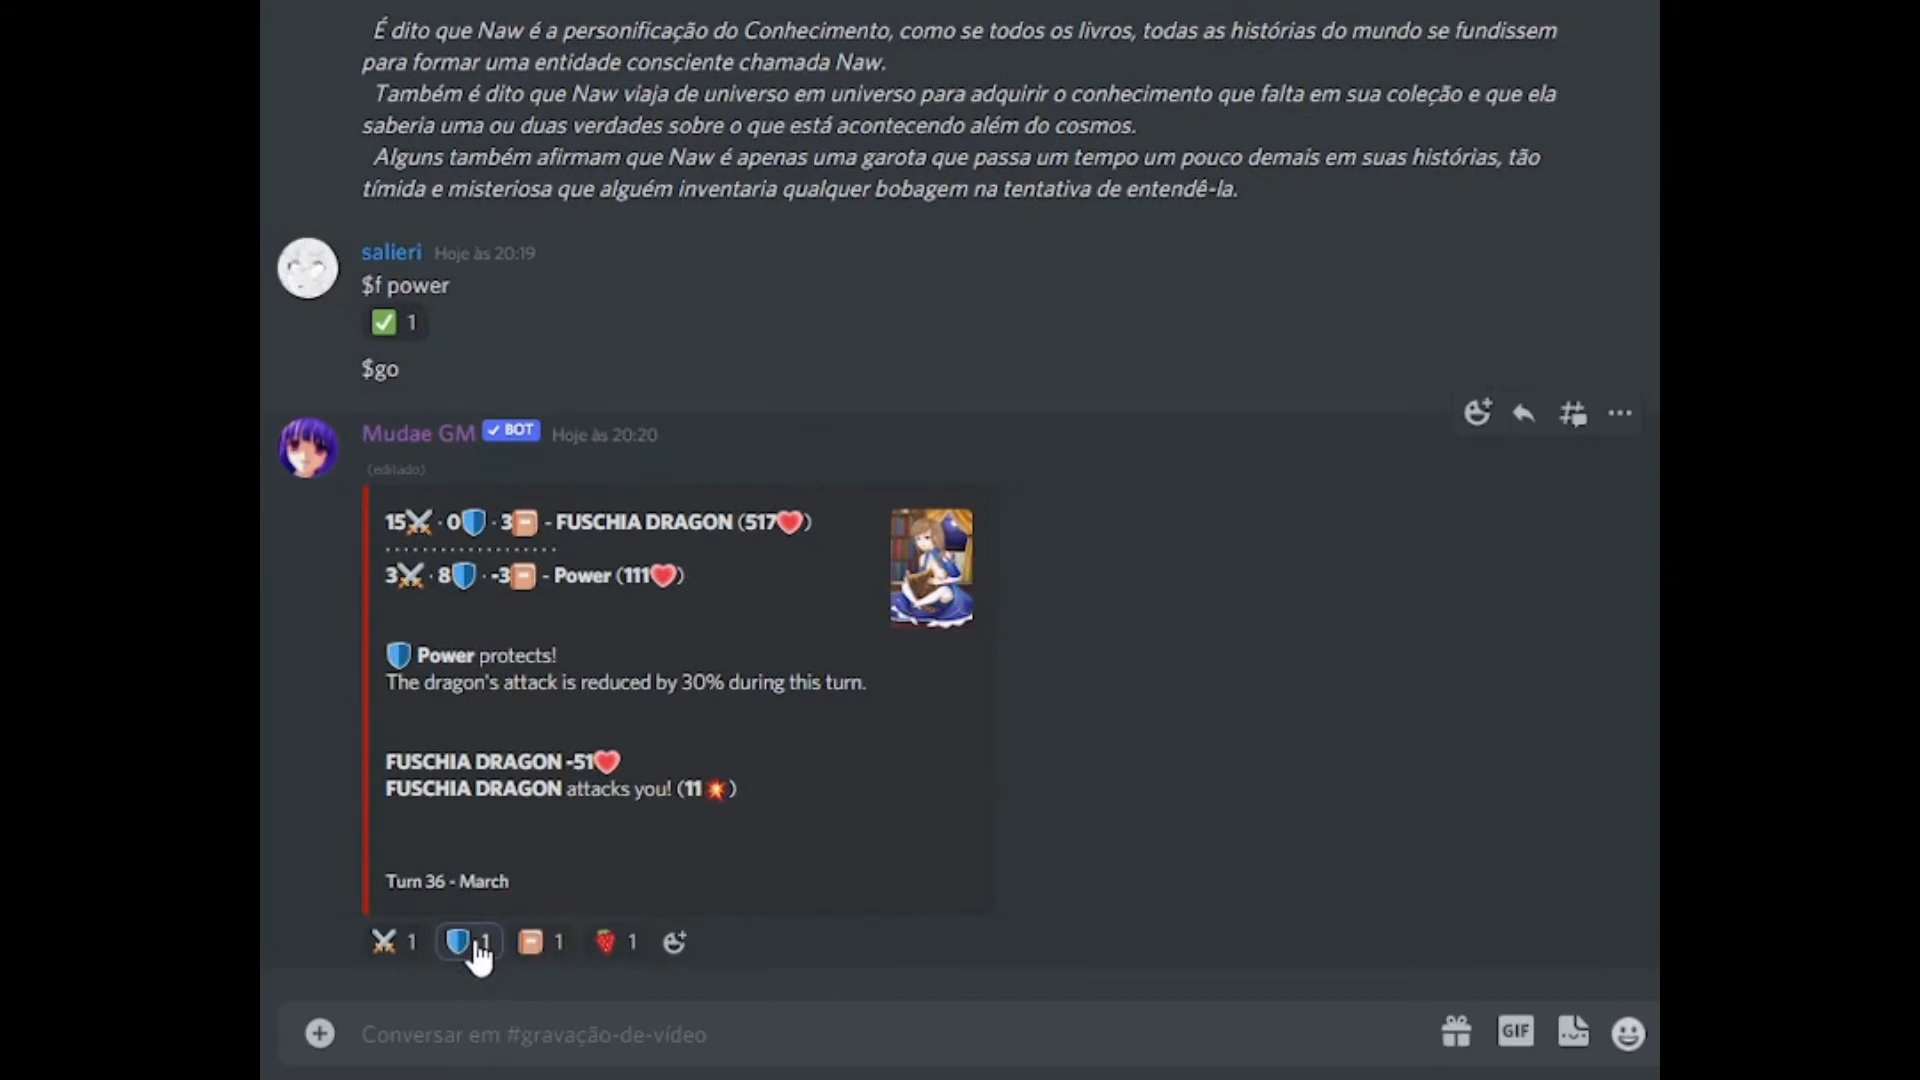 É dito que Naw é a personificação do Conhecimento, como se todos os livros, todas as histórias do mundo se fundissem
para formar uma entidade consciente chamada Naw.
Também é dito que Naw viaja de universo em universo para adquirir o conhecimento que falta em sua coleção e que ela
saberia uma ou duas verdades sobre o que está acontecendo além do cosmos.
Alguns também afirmam que Naw é apenas uma garota que passa um tempo um pouco demais em suas histórias, tão
tímida e misteriosa que alguém inventaria qualquer bobagem na tentativa de entendê-la.
salieri Hoje às 20:19
$f power
✅ 1
$go
Mudae GM ✓ BOT Hoje às 20:20
(editado)
15⚔ · 0🛡 · 3📔 - FUSCHIA DRAGON (517❤)
· · · · · · · · · · · · · · · · · ·
3⚔ · 8🛡 · -3📔 - Power (111❤)
🛡 Power protects!
The dragon's attack is reduced by 30% during this turn.
FUSCHIA DRAGON -51❤
FUSCHIA DRAGON attacks you! (11💥)
Turn 36 - March
⚔ 1 🛡 1 📔 1 🍓 1
Conversar em #gravação-de-vídeo GIF